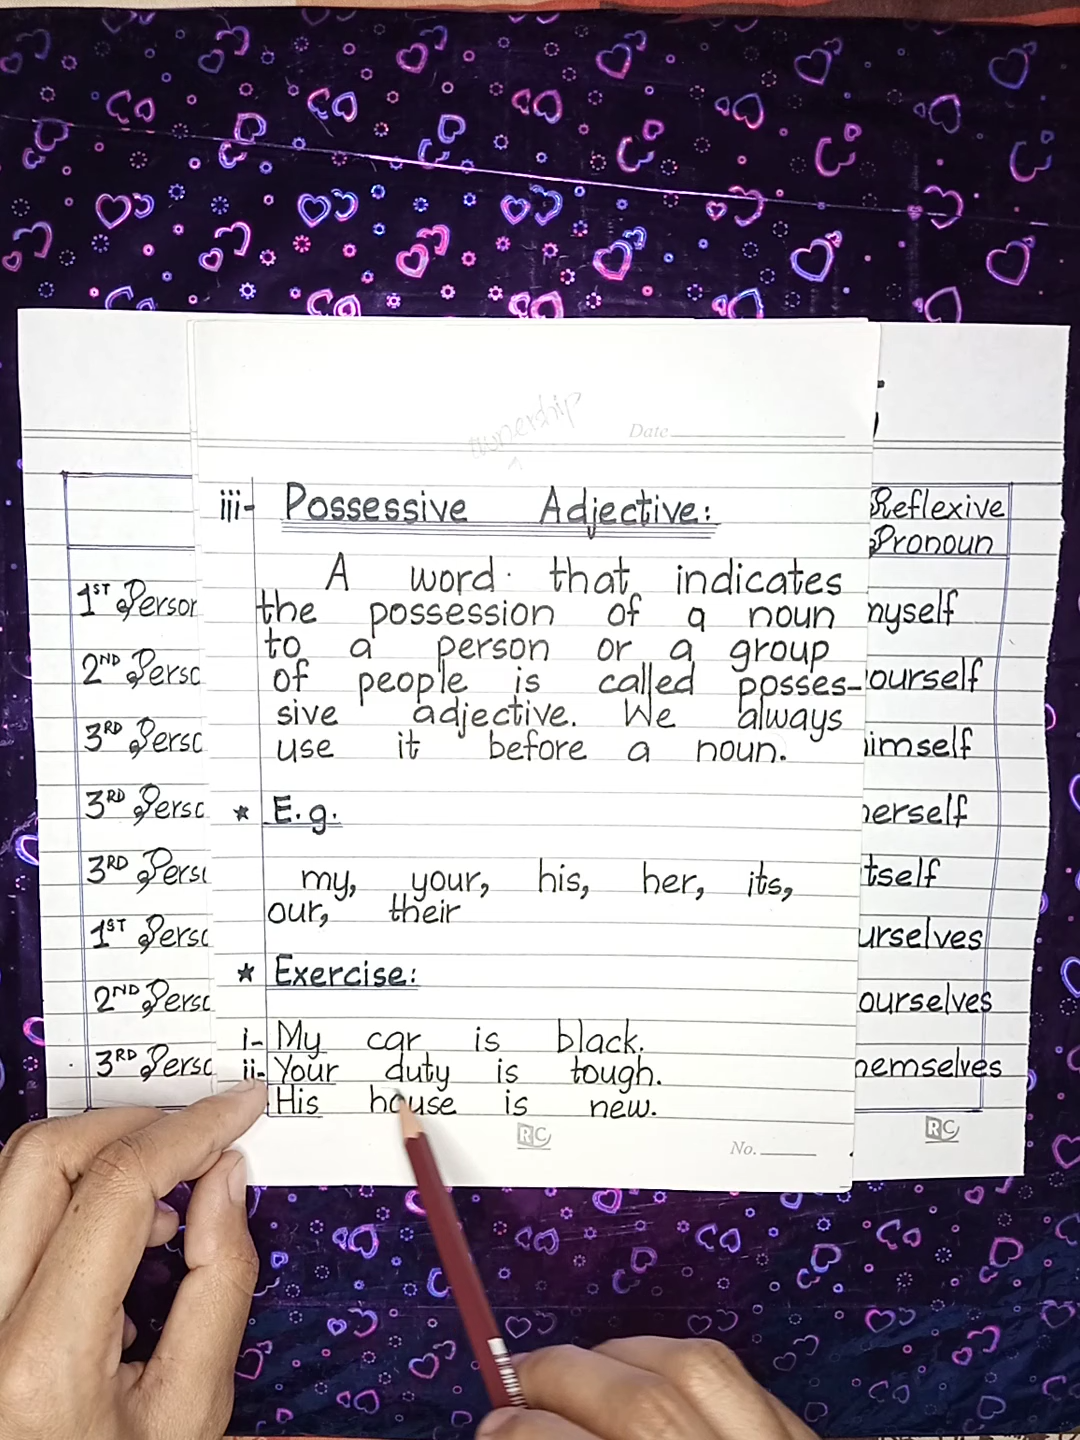 ownership
Date
iii- Possessive Adjective:
A word that indicates
the possession of a noun
to a person or a group
of people is called posses-
sive adjective. We always
use it before a noun.
* E.g.
my, your, his, her, its,
our, their
* Exercise:
i- My car is black.
ii- Your duty is tough.
His house is new.
RC
No.
1ST Person
2ND Perso
3RD Perso
3RD Perso
3RD Perso
1ST Perso
2ND Perso
3RD Perso
Reflexive
Pronoun
myself
ourself
imself
erself
tself
urselves
ourselves
hemselves
RC